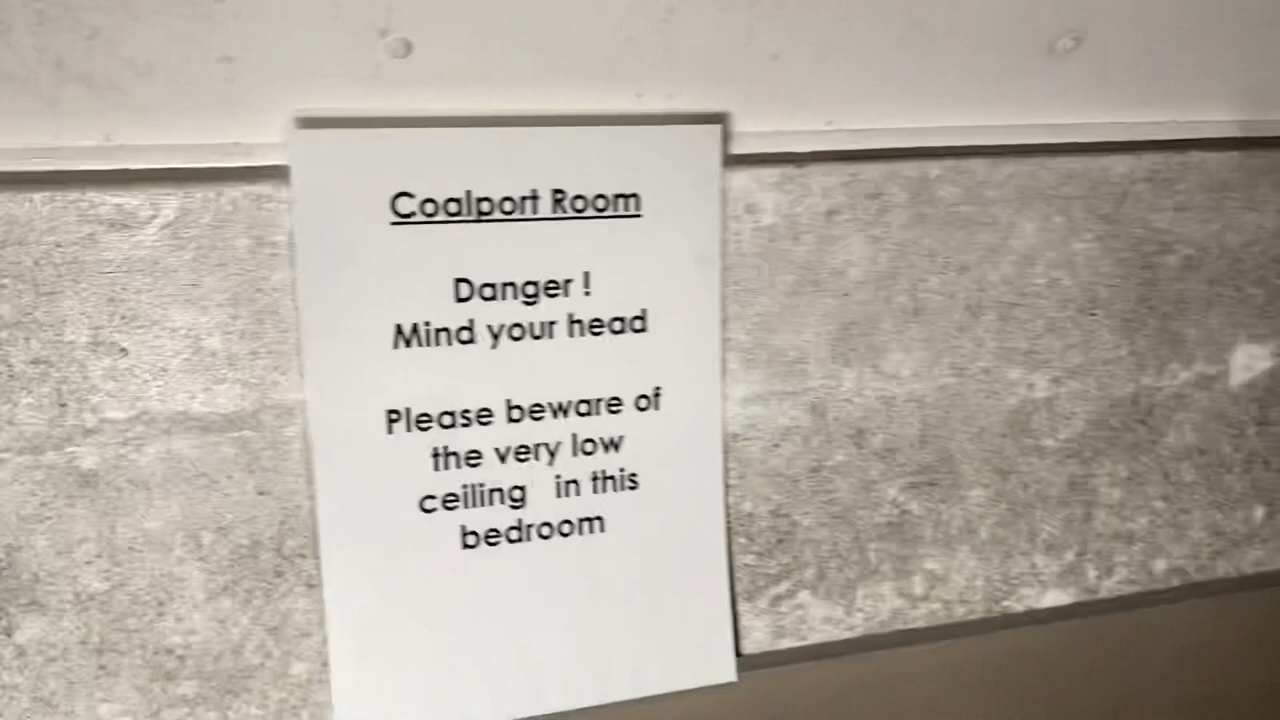 Coalport Room
Danger !
Mind your head
Please beware of
the very low
ceiling in this
bedroom